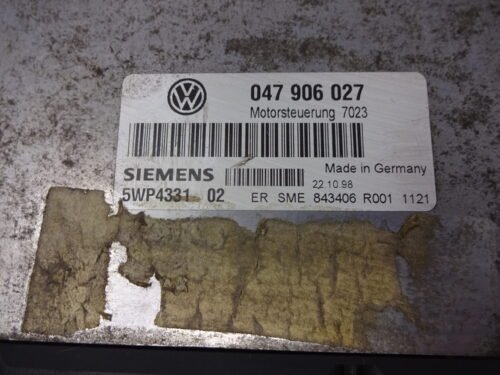 047 906 027
Motorsteuerung 7023
SIEMENS
Made in Germany
22.10.98
5WP4331 02
ER SME 843406 R001 1121